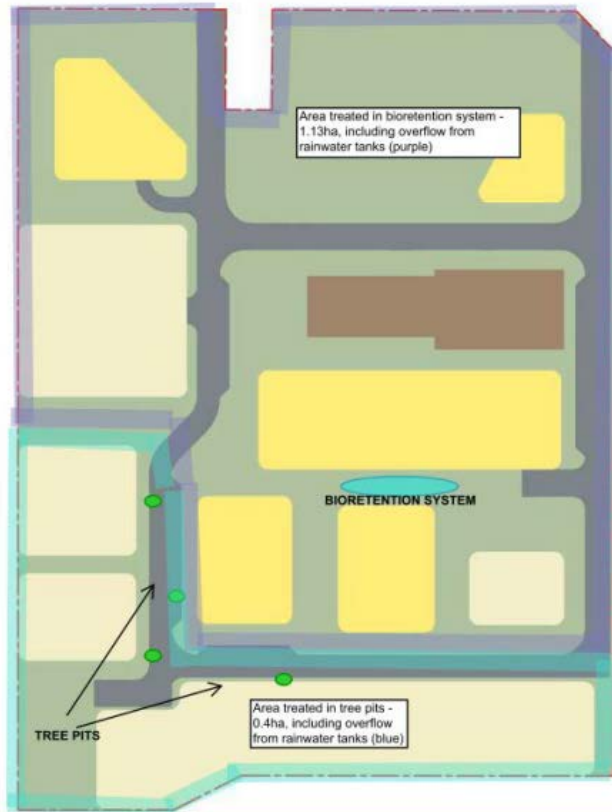 Area treated in bioretention system -
1.13ha, including overflow from
rainwater tanks (purple)
BIORETENTION SYSTEM
TREE PITS
Area treated in tree pits -
0.4ha, including overflow
from rainwater tanks (blue)